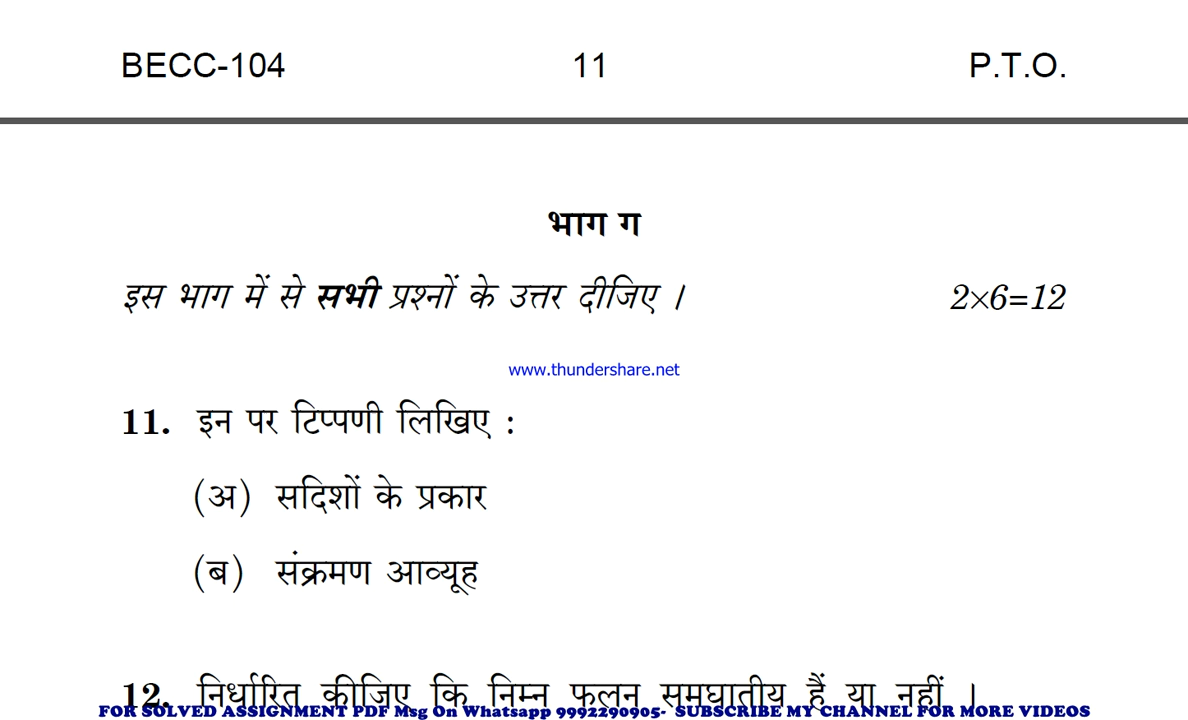 BECC-104 11 P.T.O.
भाग ग
इस भाग में से सभी प्रश्नों के उत्तर दीजिए । 2×6=12
www.thundershare.net
11. इन पर टिप्पणी लिखिए :
(अ) सदिशों के प्रकार
(ब) संक्रमण आव्यूह
12. निर्धारित कीजिए कि निम्न फलन समघातीय हैं या नहीं ।
FOR SOLVED ASSIGNMENT PDF Msg On Whatsapp 9992290905- SUBSCRIBE MY CHANNEL FOR MORE VIDEOS